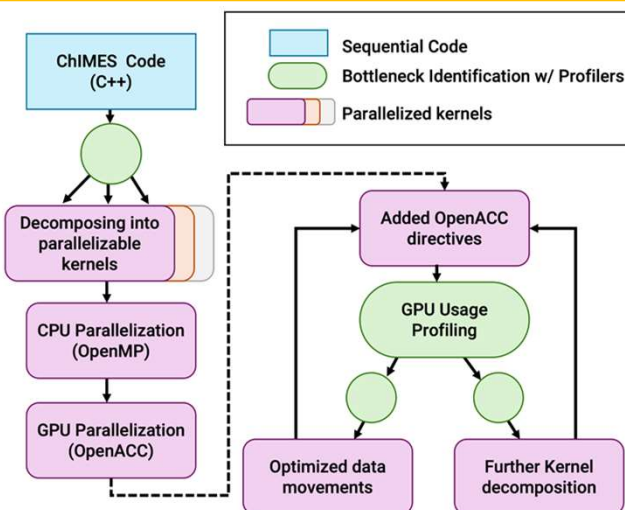 ChIMES Code
(C++)
Sequential Code
Bottleneck Identification w/ Profilers
Parallelized kernels
Decomposing into
parallelizable
kernels
CPU Parallelization
(OpenMP)
GPU Parallelization
(OpenACC)
Added OpenACC
directives
GPU Usage
Profiling
Optimized data
movements
Further Kernel
decomposition